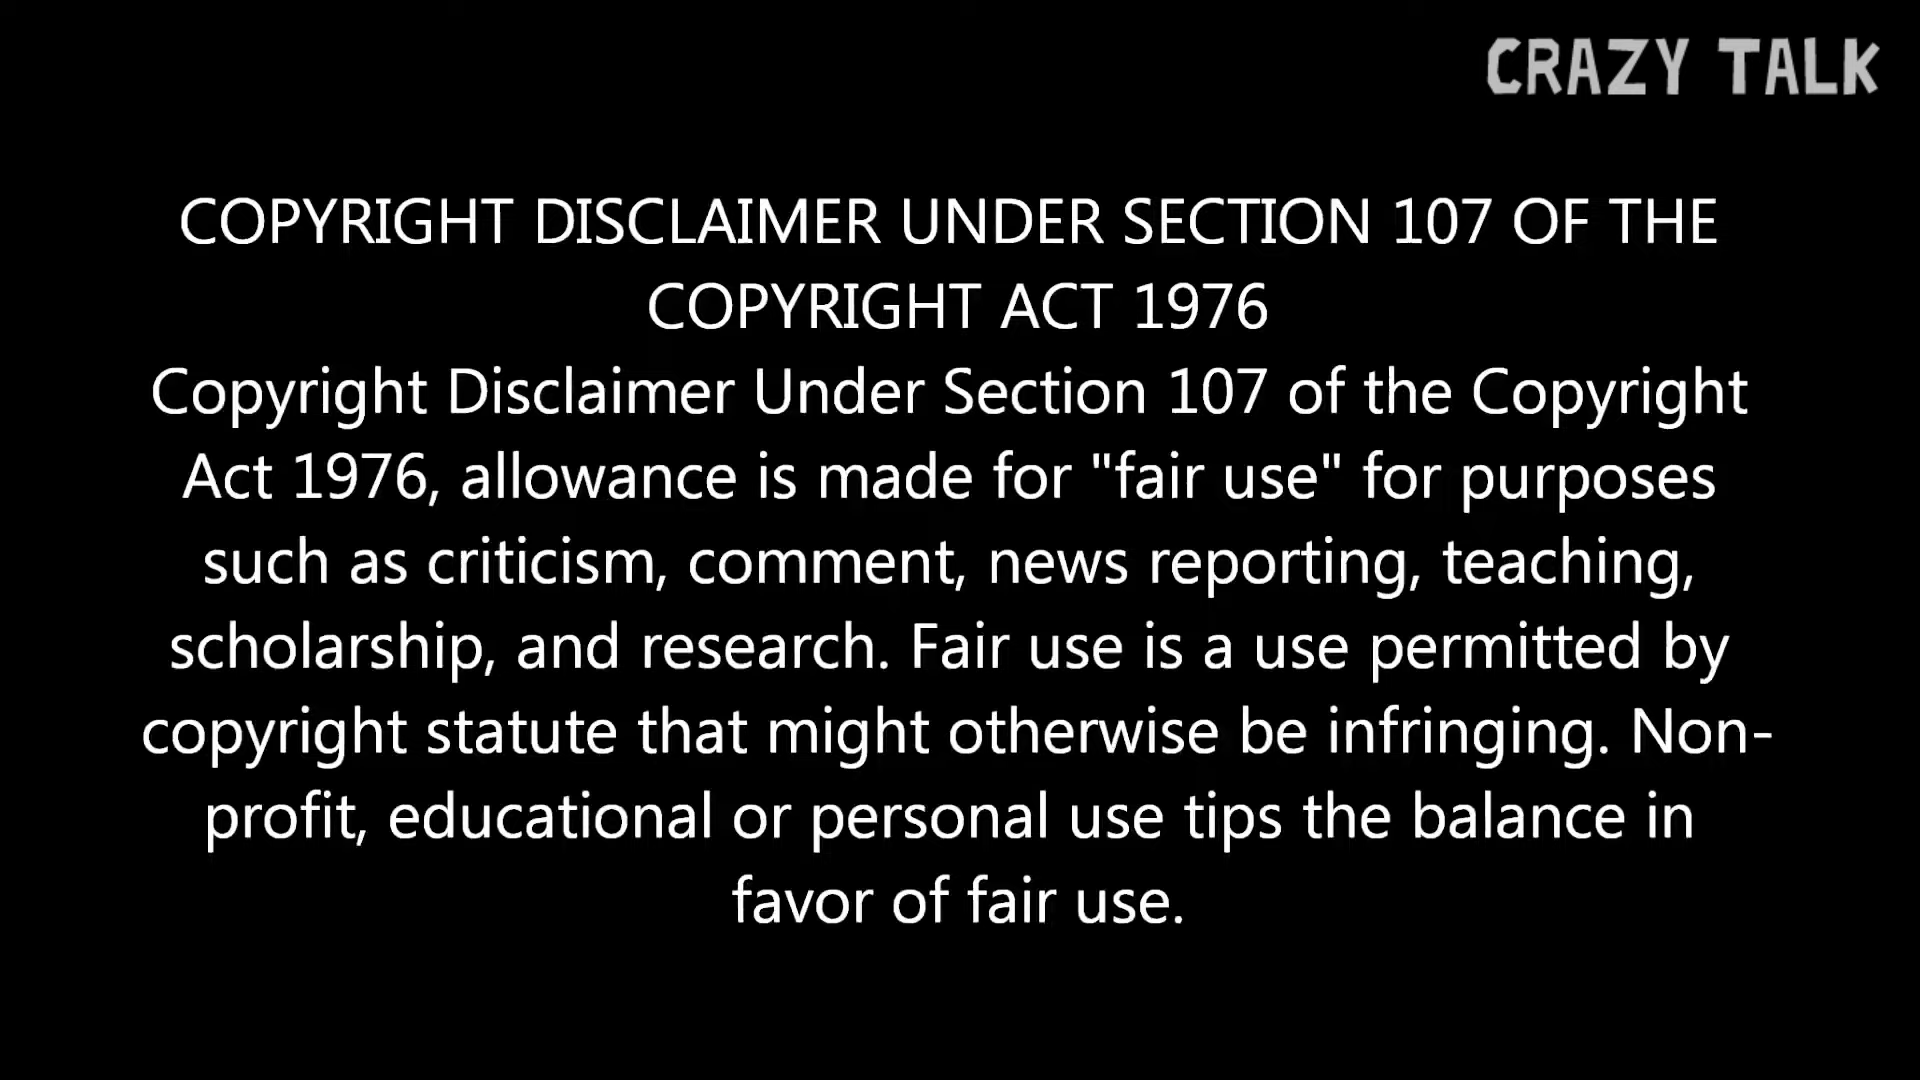 CRAZY TALK
COPYRIGHT DISCLAIMER UNDER SECTION 107 OF THE
COPYRIGHT ACT 1976
Copyright Disclaimer Under Section 107 of the Copyright
Act 1976, allowance is made for "fair use" for purposes
such as criticism, comment, news reporting, teaching,
scholarship, and research. Fair use is a use permitted by
copyright statute that might otherwise be infringing. Non-
profit, educational or personal use tips the balance in
favor of fair use.